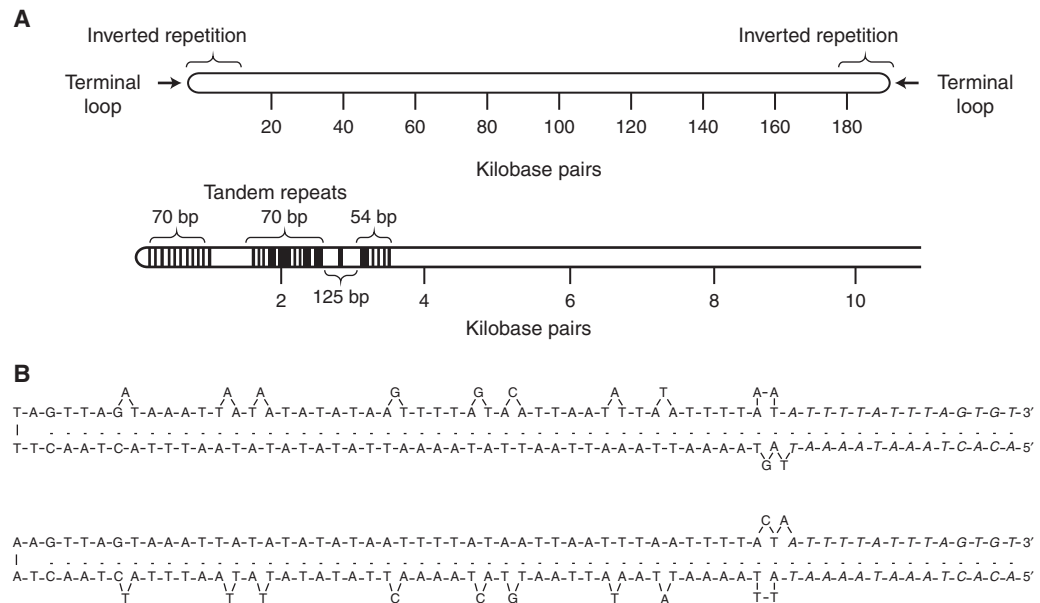 A
Inverted repetition
Inverted repetition
Terminal loop
Terminal loop
20 40 60 80 100 120 140 160 180
Kilobase pairs
Tandem repeats
70 bp 70 bp 54 bp
125 bp
2 4 6 8 10
Kilobase pairs
B
A A A G G C A T A-A
T-A-G-T-T-A-G-T-A-A-A-T-T-A-T-A-T-A-T-A-T-A-A-T-T-T-T-A-T-A-A-T-T-A-A-T-T-T-A-A-T-T-T-T-A-T-A-T-T-T-T-A-T-T-T-A-G-T-G-T-3′
T-T-C-A-A-T-C-A-T-T-T-A-A-T-A-T-A-T-A-T-A-T-T-A-A-A-A-T-A-T-T-A-A-T-T-A-A-A-T-T-A-A-A-A-T-A-T-A-A-A-A-T-A-A-A-T-C-A-C-A-5′
G T
C A
A-A-G-T-T-A-G-T-A-A-A-T-T-A-T-A-T-A-T-A-T-A-A-T-T-T-T-A-T-A-A-T-T-A-A-T-T-T-A-A-T-T-T-T-A-T-A-T-T-T-T-A-T-T-T-A-G-T-G-T-3′
A-T-C-A-A-T-C-A-T-T-T-A-A-T-A-T-A-T-A-T-A-T-T-A-A-A-A-T-A-T-T-A-A-T-T-A-A-A-T-T-A-A-A-A-T-A-T-A-A-A-A-T-A-A-A-T-C-A-C-A-5′
T T T C C G T A T-T